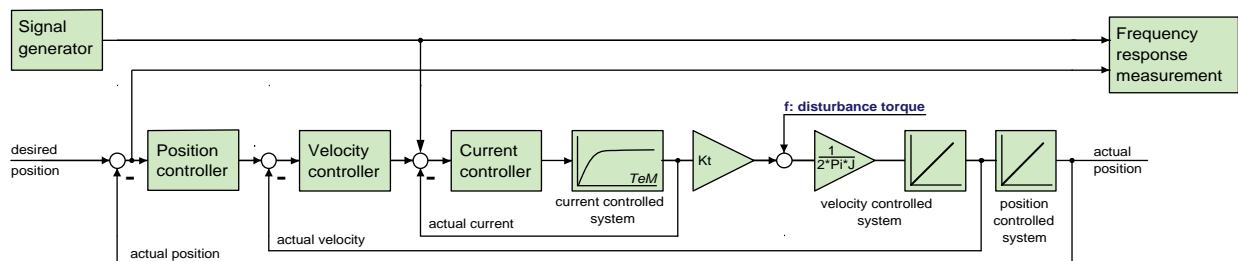 Signal
generator
Frequency
response
measurement
f: disturbance torque
desired
position
Position
controller
Velocity
controller
Current
controller
TeM
Kt
1
2*Pi*J
actual
position
-
-
-
current controlled
system
velocity controlled
system
position
controlled
system
actual current
actual velocity
actual position